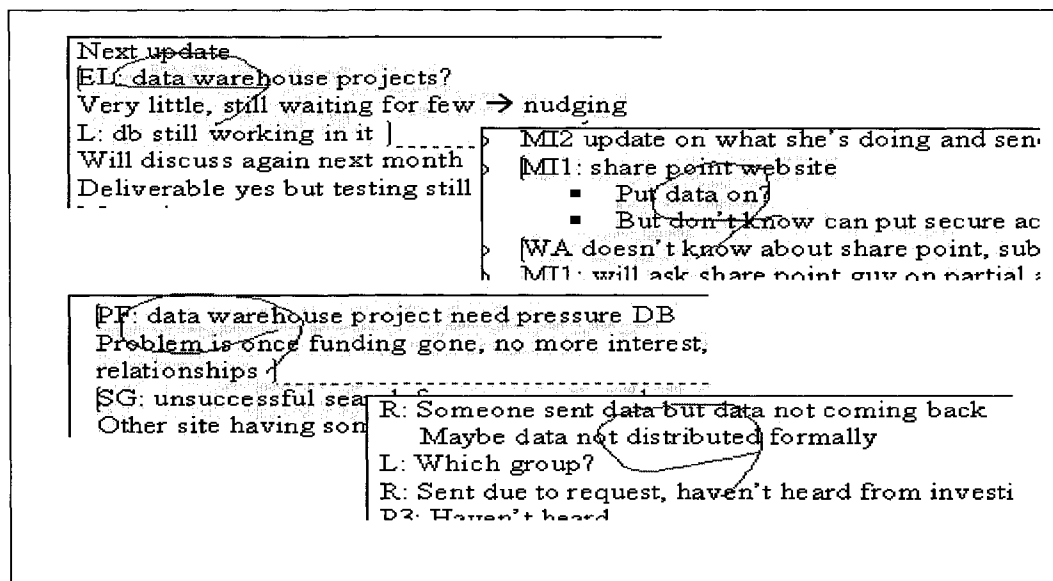 Next update
EL: data warehouse projects?
Very little, still waiting for few → nudging
L: db still working in it
Will discuss again next month
Deliverable yes but testing still
MI2 update on what she's doing and sen
MI1: share point website
▪ Put data on?
▪ But don't know can put secure ac
WA doesn't know about share point, sub
MI1: will ask share point guy on partial
PF: data warehouse project need pressure DB
Problem is once funding gone, no more interest,
relationships
SG: unsuccessful
Other site having
R: Someone sent data but data not coming back
Maybe data not distributed formally
L: Which group?
R: Sent due to request, haven't heard from investi
P3: Haven't heard